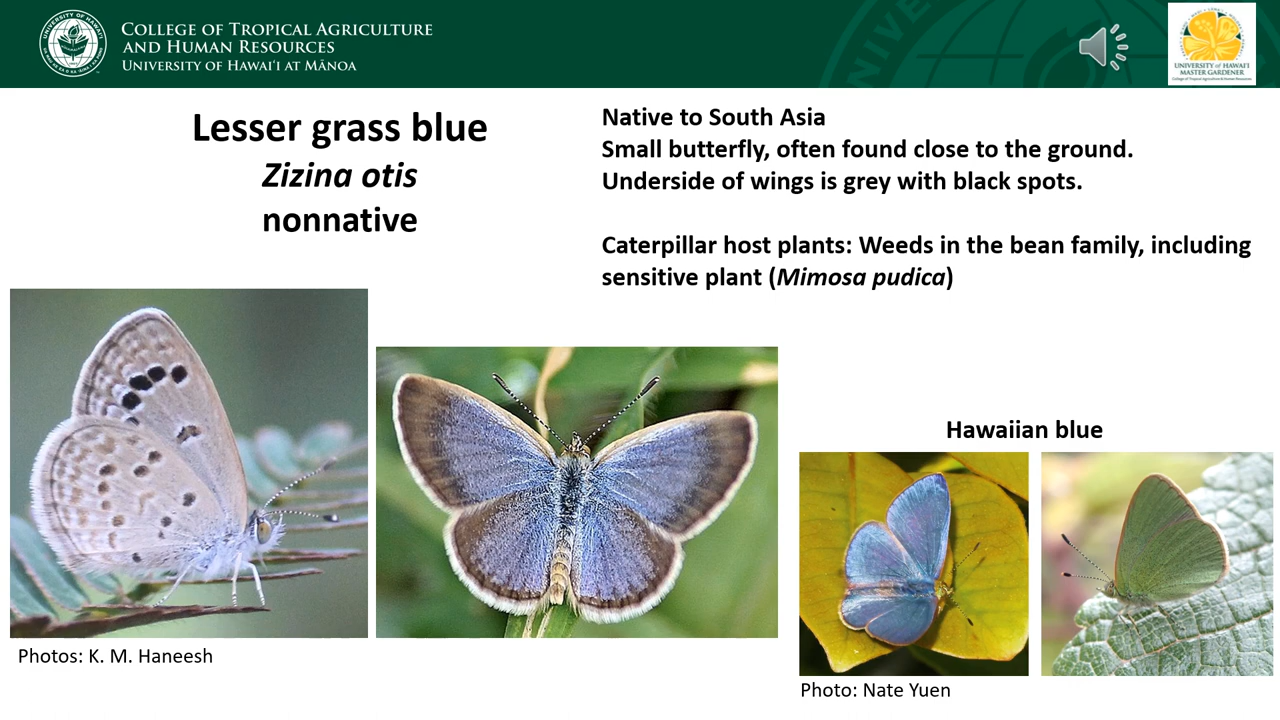 College of Tropical Agriculture
and Human Resources
University of Hawaiʻi at Mānoa
UNIVERSITY of HAWAIʻI
MASTER GARDENER
Lesser grass blue
Zizina otis
nonnative
Native to South Asia
Small butterfly, often found close to the ground.
Underside of wings is grey with black spots.
Caterpillar host plants: Weeds in the bean family, including
sensitive plant (Mimosa pudica)
Hawaiian blue
Photos: K. M. Haneesh
Photo: Nate Yuen